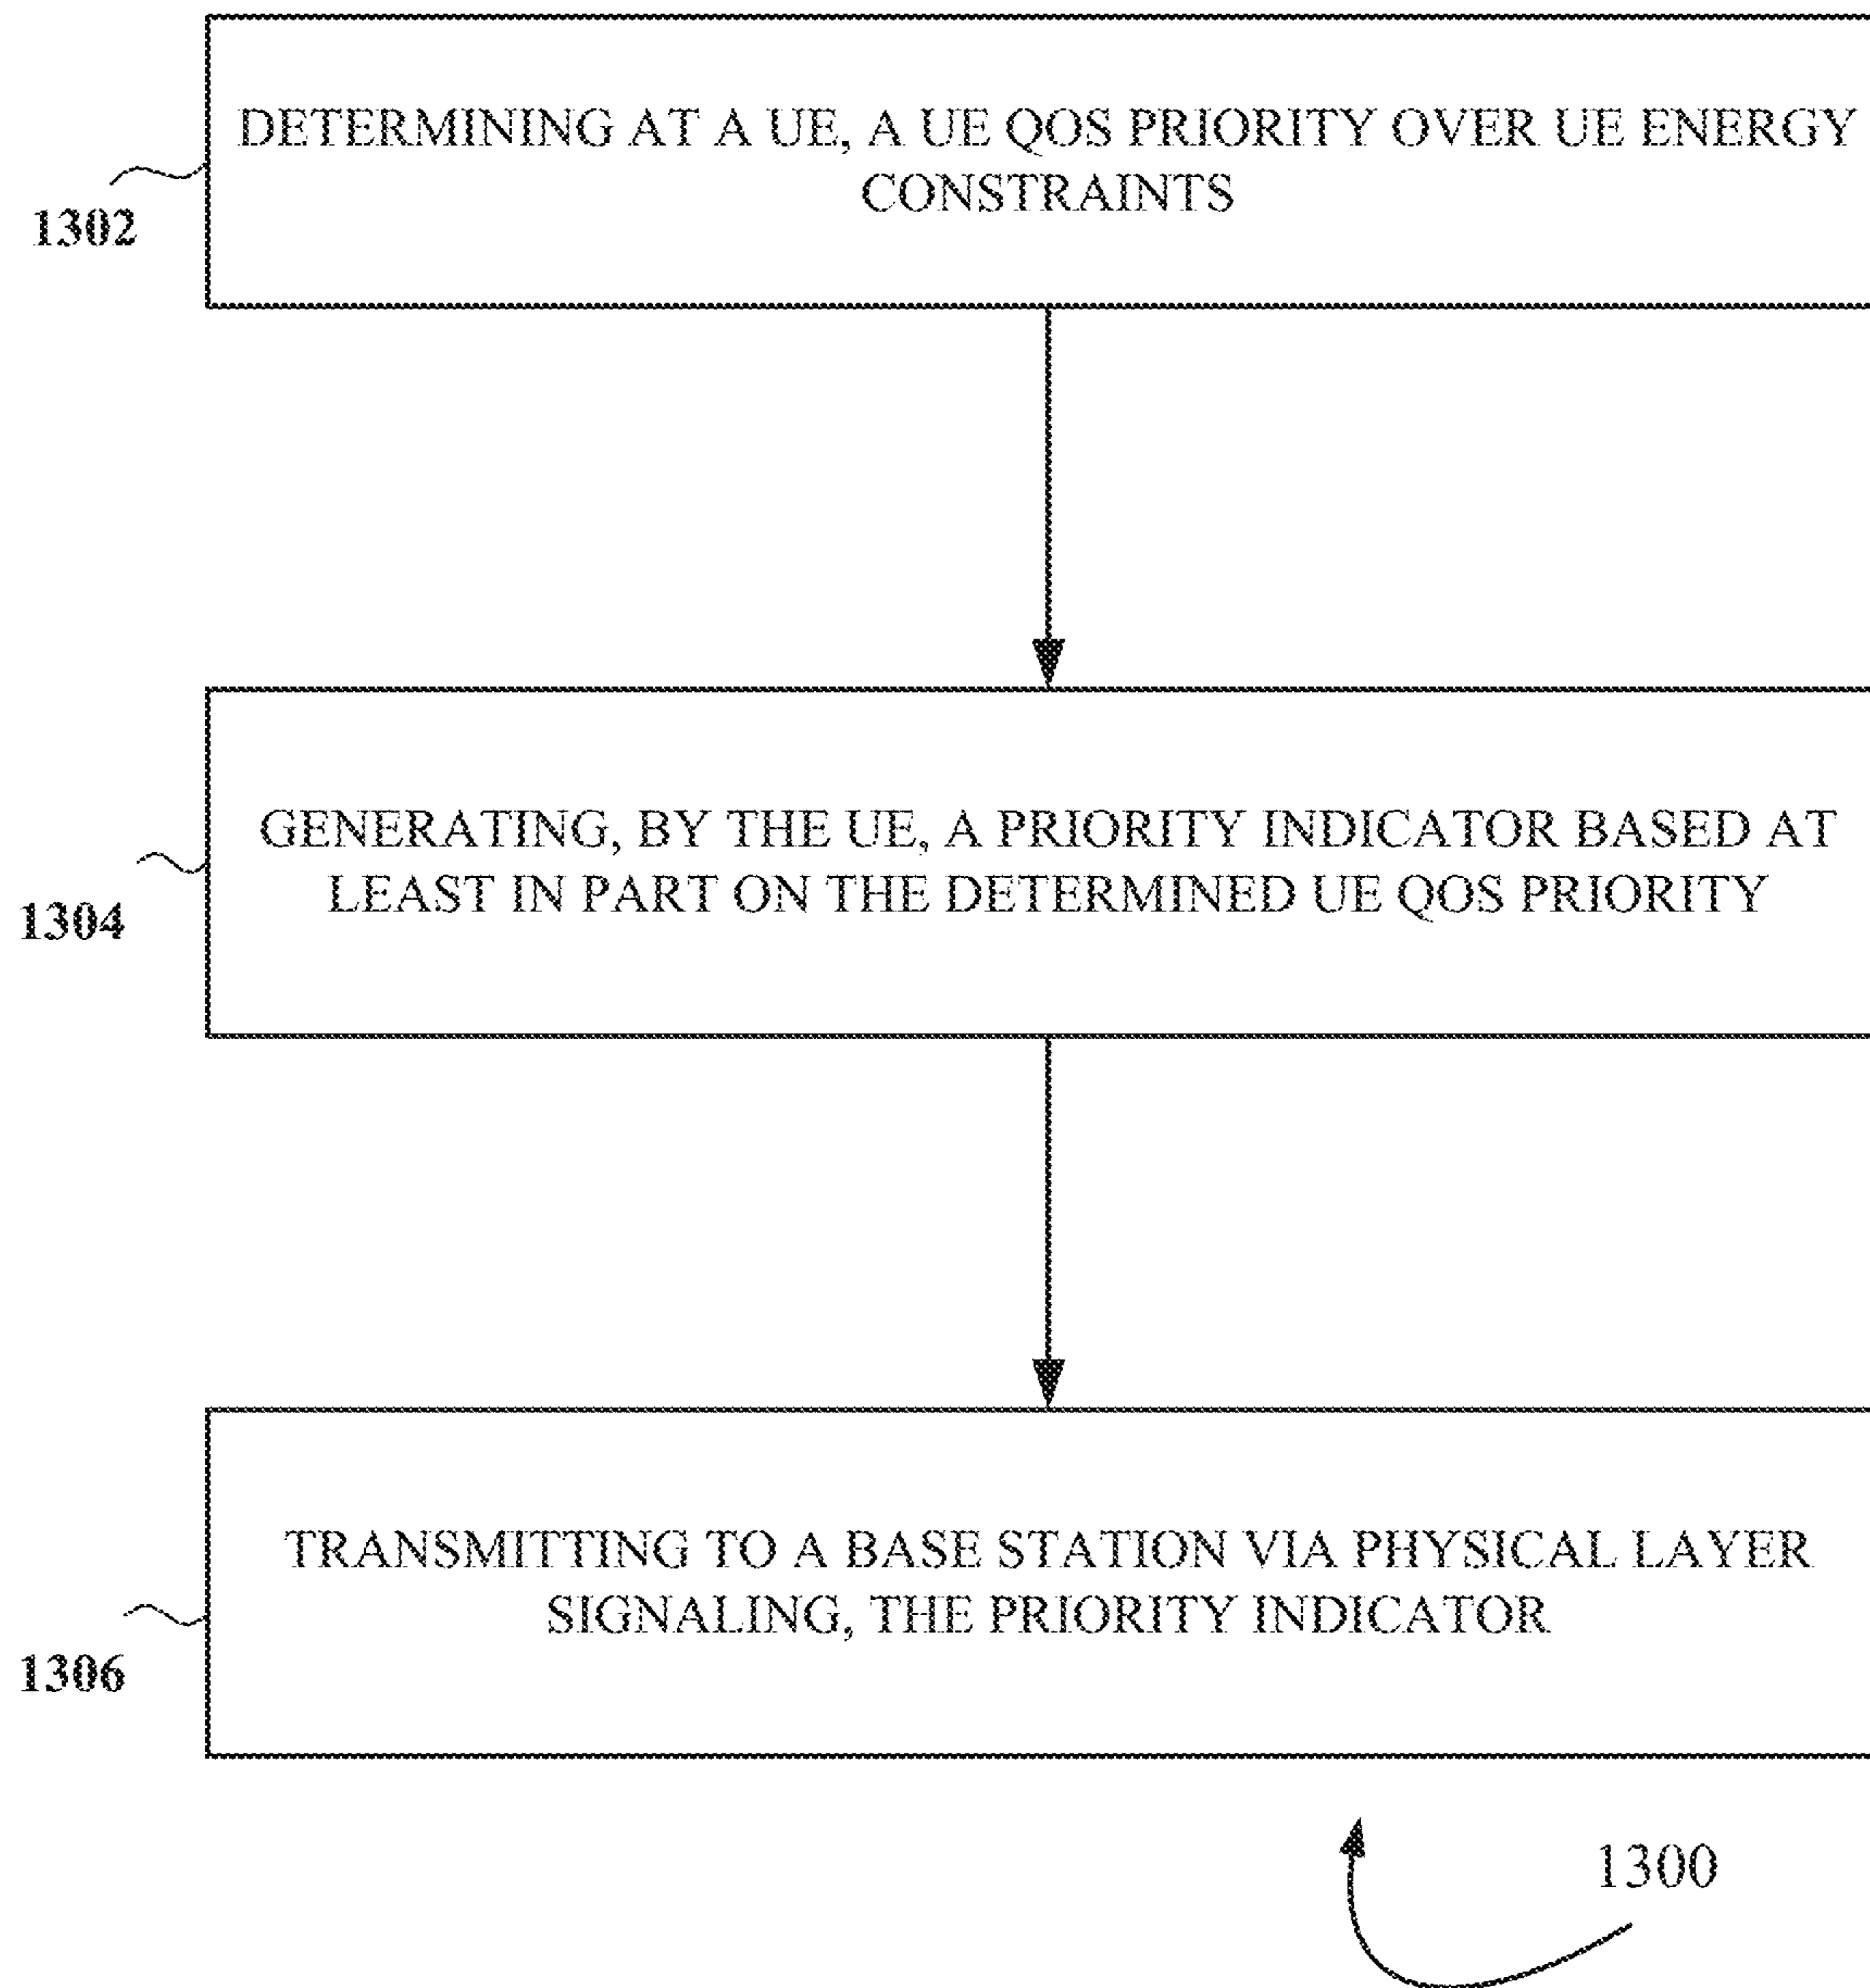 DETERMINING AT A UE, A UE QOS PRIORITY OVER UE ENERGY
CONSTRAINTS
1302
GENERATING, BY THE UE, A PRIORITY INDICATOR BASED AT
LEAST IN PART ON THE DETERMINED UE QOS PRIORITY
1304
TRANSMITTING TO A BASE STATION VIA PHYSICAL LAYER
SIGNALING, THE PRIORITY INDICATOR
1306
1300